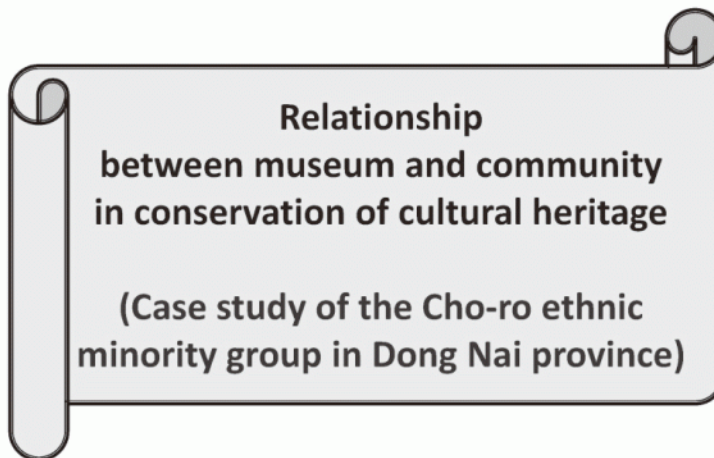 Relationship
between museum and community
in conservation of cultural heritage
(Case study of the Cho-ro ethnic
minority group in Dong Nai province)